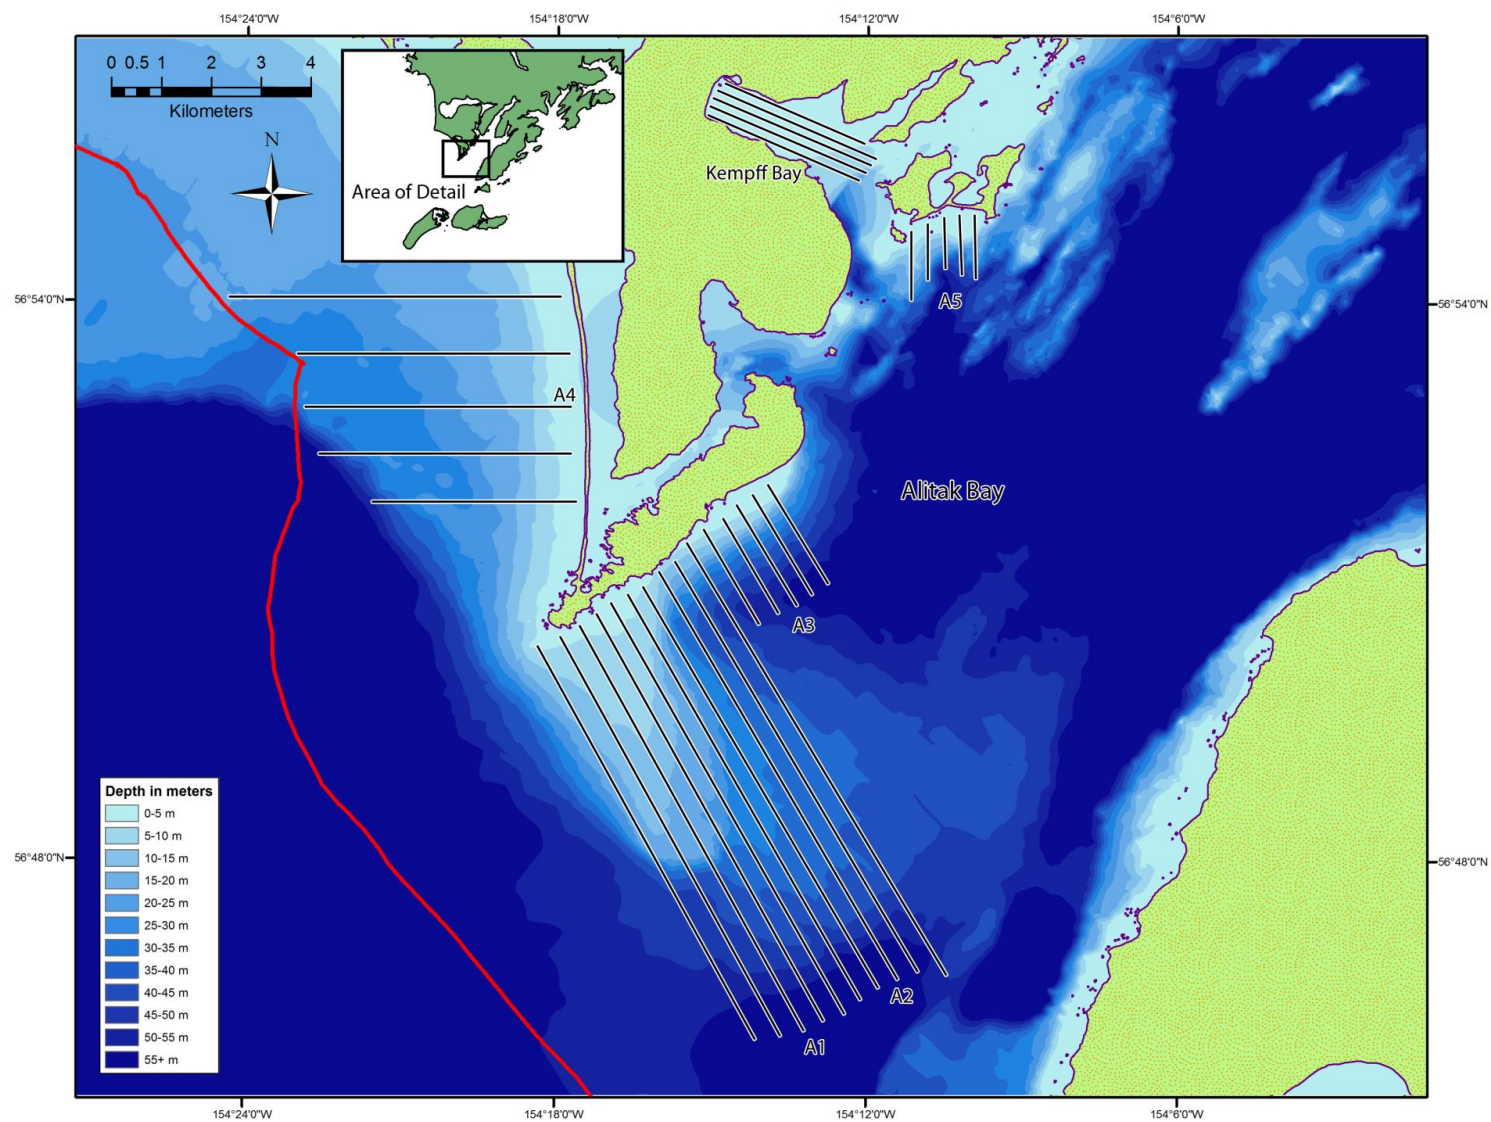 154°24'0"W 154°18'0"W 154°12'0"W 154°6'0"W
0 0.5 1 2 3 4
Kilometers
N
Area of Detail
Kempff Bay
56°54'0"N
56°54'0"N
A5
A4
Alitak Bay
A3
Depth in meters
0-5 m
5-10 m
10-15 m
15-20 m
20-25 m
25-30 m
30-35 m
35-40 m
40-45 m
45-50 m
50-55 m
55+ m
56°48'0"N
56°48'0"N
A2
A1
154°24'0"W 154°18'0"W 154°12'0"W 154°6'0"W